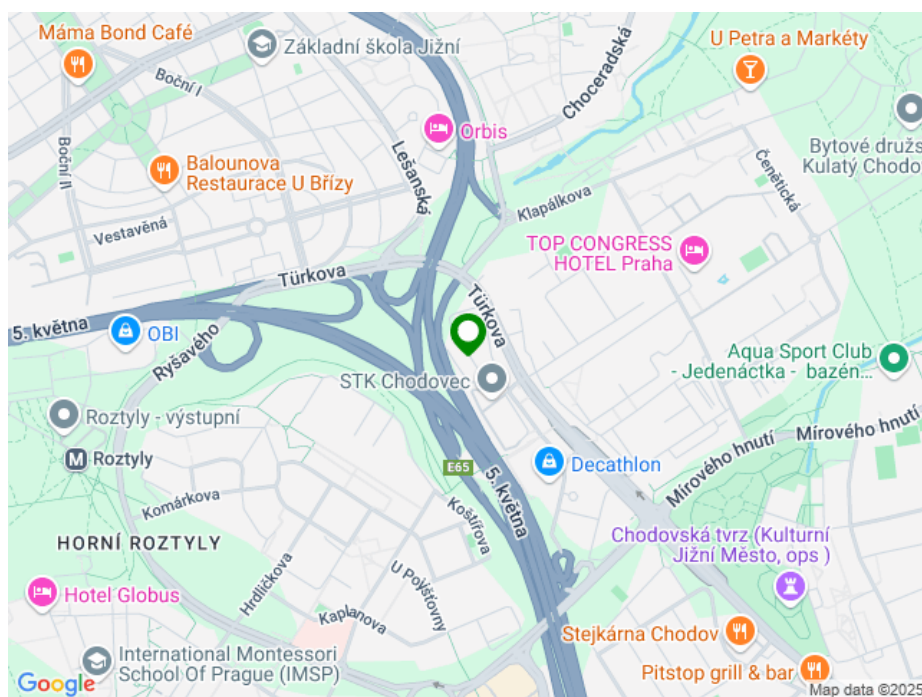 Máma Bond Café
Základní škola Jižní
U Petra a Markéty
Boční I
Choceradská
Orbis
Bytové družs
Kulatý Chodo
Boční II
Balounova
Restaurace U Břízy
Lešanská
Čenětická
Klapálkova
Vestavěná
TOP CONGRESS
HOTEL Praha
Türkova
Türkova
5. května
OBI
Ryšavého
Aqua Sport Club
- Jedenáctka - bazén…
STK Chodovec
Roztyly - výstupní
Mírového hnutí
M Roztyly
E65
Decathlon
5. května
Mírového hnutí
Komárkova
Košťířova
HORNÍ ROZTYLY
Chodovská tvrz (Kulturní
Jižní Město, ops )
Hrdličkova
U Pojšťovny
Hotel Globus
Kaplanova
Stejkárna Chodov
International Montessori
School Of Prague (IMSP)
Pitstop grill & bar
Google
Map data ©2025